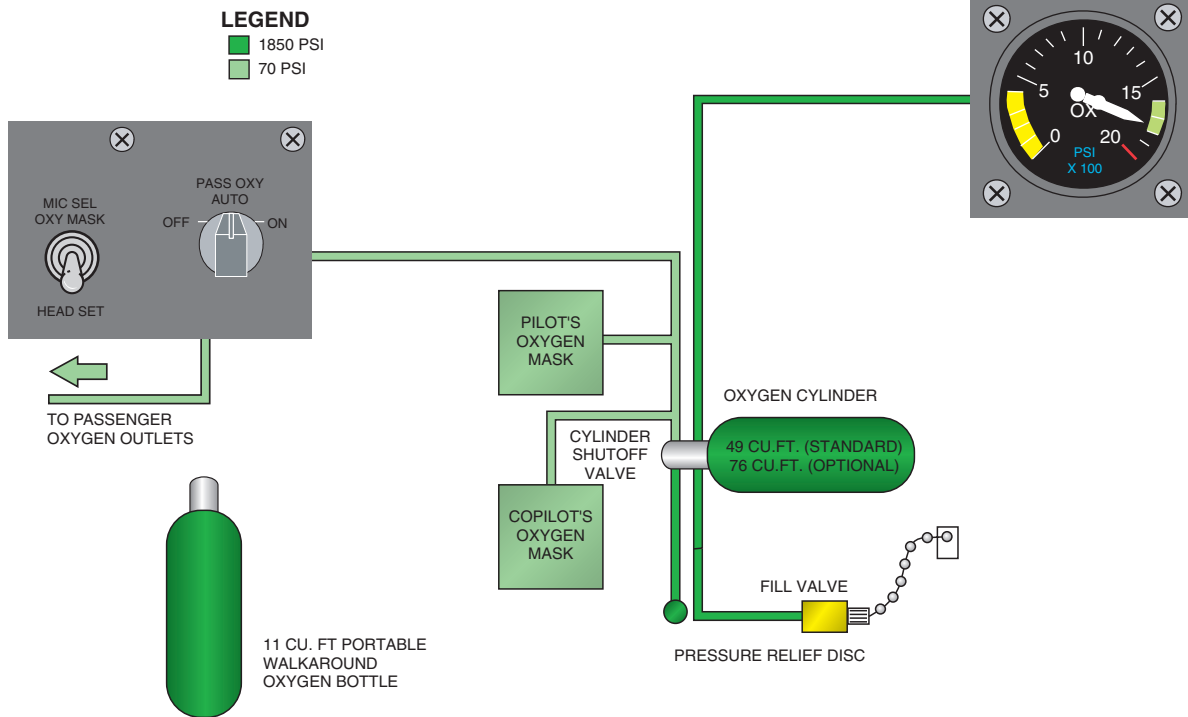 LEGEND
1850 PSI
70 PSI
5
10
15
0
20
OX
PSI
X 100
PASS OXY
AUTO
OFF
ON
MIC SEL
OXY MASK
HEAD SET
PILOT'S
OXYGEN
MASK
OXYGEN CYLINDER
49 CU.FT. (STANDARD)
76 CU.FT. (OPTIONAL)
TO PASSENGER
OXYGEN OUTLETS
CYLINDER
SHUTOFF
VALVE
COPILOT'S
OXYGEN
MASK
FILL VALVE
PRESSURE RELIEF DISC
11 CU. FT PORTABLE
WALKAROUND
OXYGEN BOTTLE